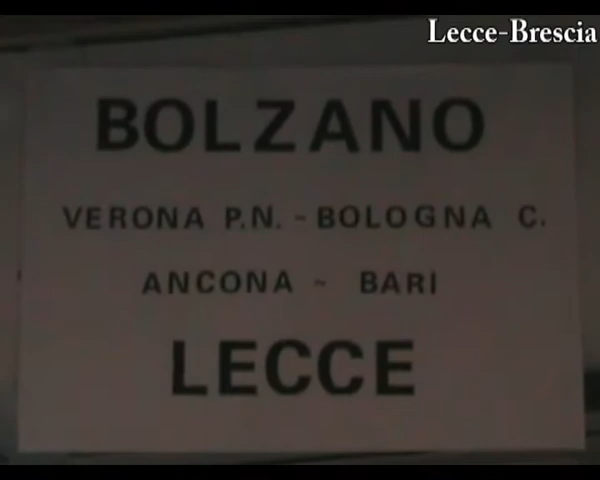 Lecce-Brescia
BOLZANO
VERONA P.N. - BOLOGNA C.
ANCONA - BARI
LECCE